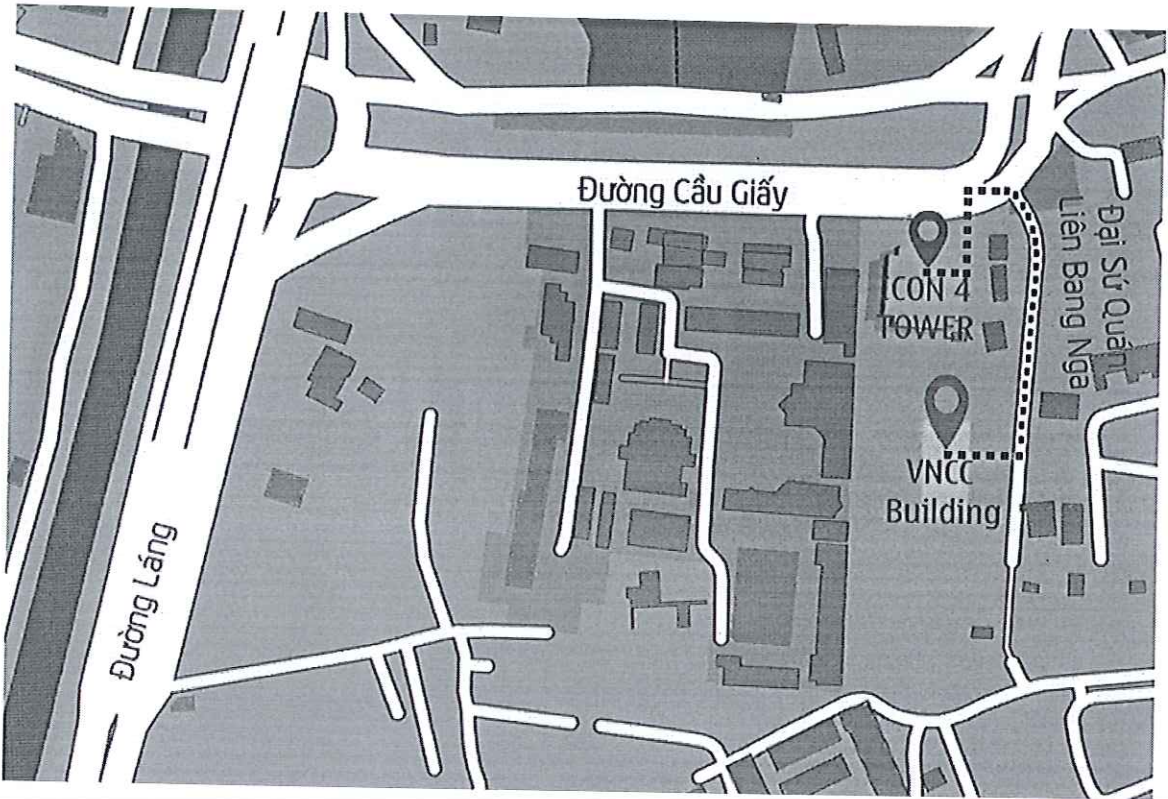 Đường Cầu Giấy
ICON 4
TOWER
Đại Sứ Quán
Liên Bang Nga
VNCC
Building
Đường Láng